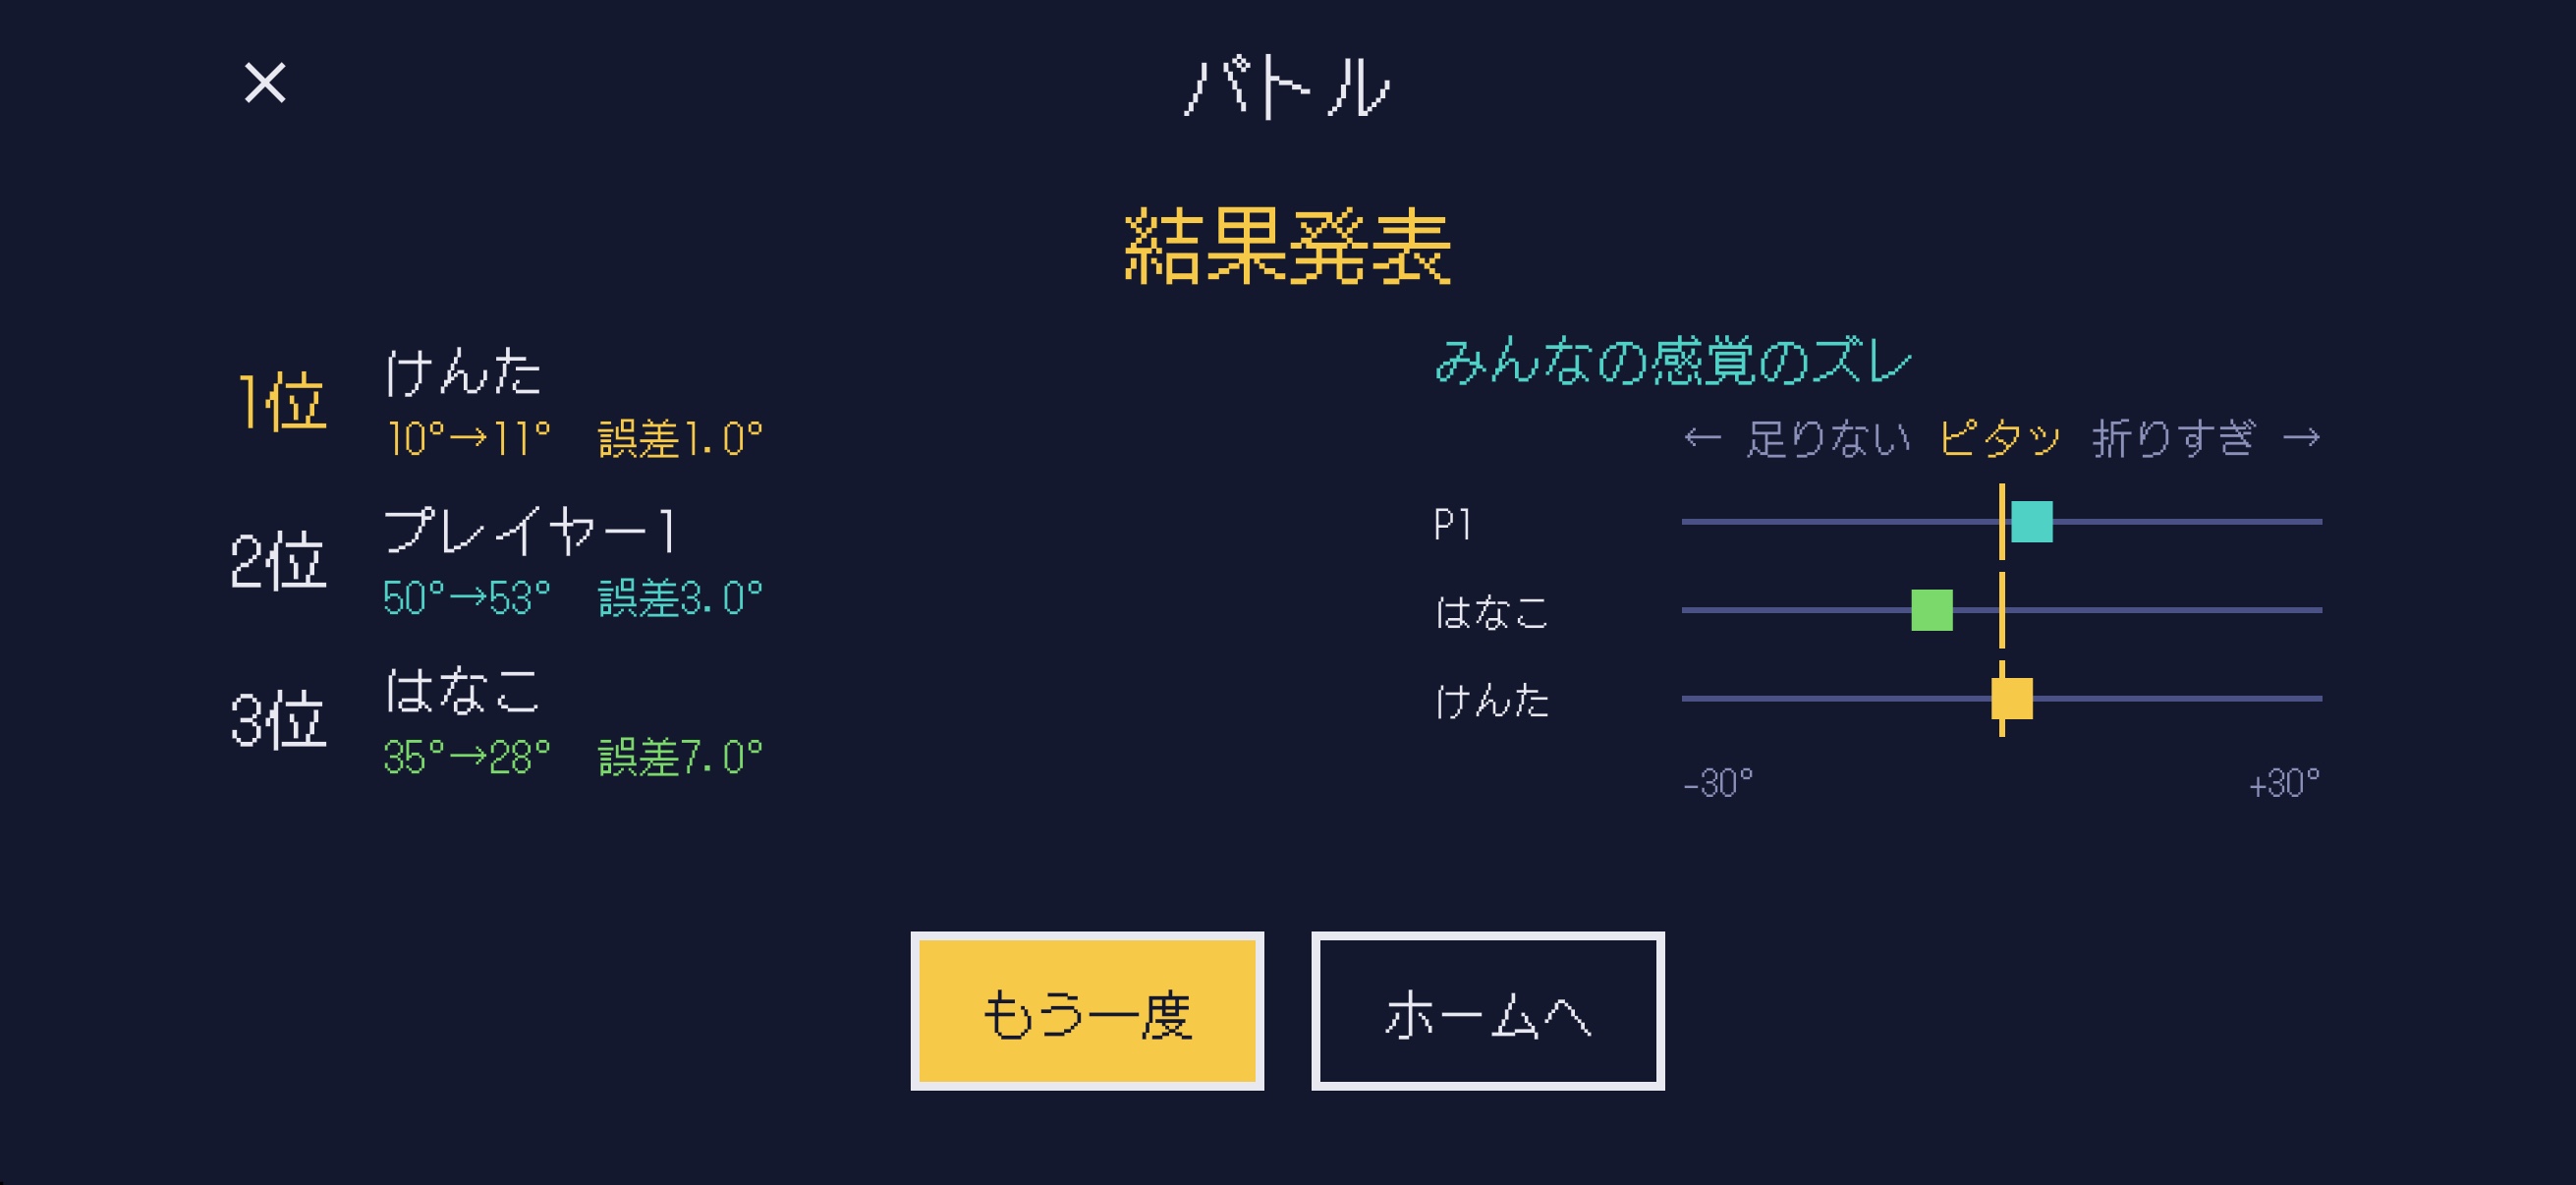 ×
バトル
結果発表
1位 けんた
10°→11° 誤差1.0°
2位 プレイヤー1
50°→53° 誤差3.0°
3位 はなこ
35°→28° 誤差7.0°
みんなの感覚のズレ
← 足りない ピタッ 折りすぎ →
P1
はなこ
けんた
-30° +30°
もう一度 ホームへ